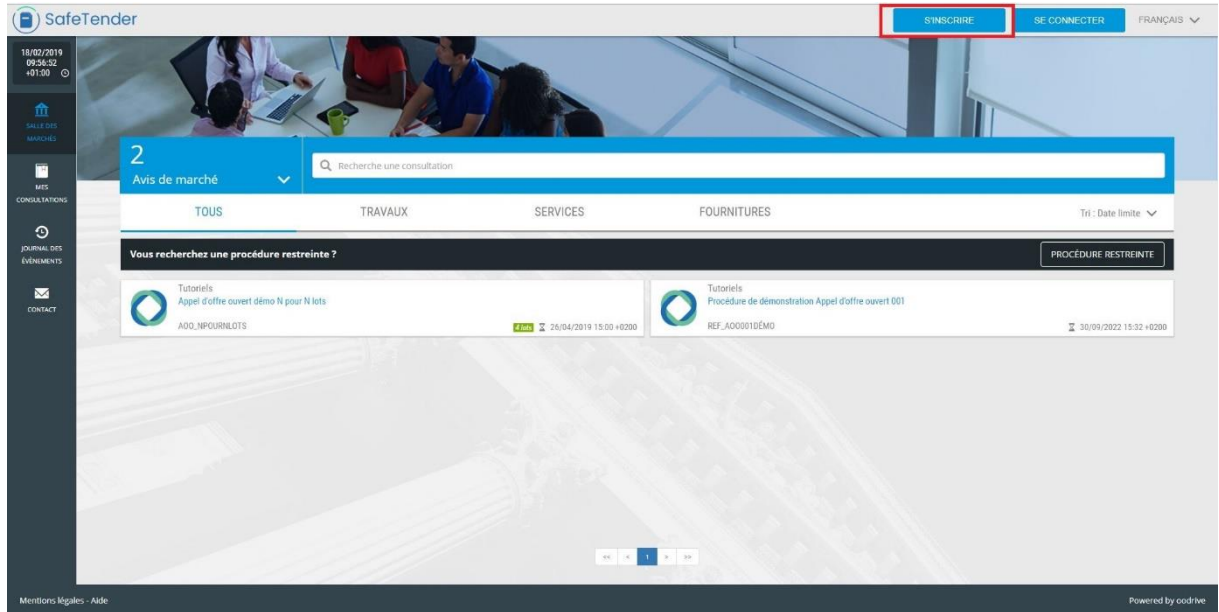 SafeTender
S'INSCRIRE
SE CONNECTER
FRANÇAIS
18/02/2019
09:56:52
+01:00
SALLE DES
MARCHÉS
MES
CONSULTATIONS
JOURNAL DES
ÉVÈNEMENTS
CONTACT
2
Avis de marché
Recherche une consultation
TOUS
TRAVAUX
SERVICES
FOURNITURES
Tri : Date limite
Vous recherchez une procédure restreinte ?
PROCÉDURE RESTREINTE
Tutoriels
Appel d'offre ouvert démo N pour N lots
AOO_NPOURNLOTS
4 lots
26/04/2019 15:00 +0200
Tutoriels
Procédure de démonstration Appel d'offre ouvert 001
REF_AOO001DÉMO
30/09/2022 15:32 +0200
<< < 1 > >>
Mentions légales - Aide
Powered by oodrive